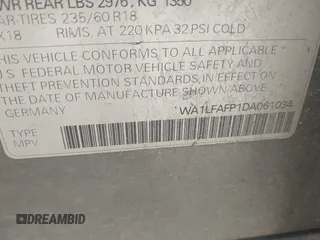 WR REAR LBS 2976, KG 1350
AR-TIRES 235/60 R18
X18 RIMS, AT 220 KPA 32 PSI COLD
THIS VEHICLE CONFORMS TO ALL APPLICABLE
U.S. FEDERAL MOTOR VEHICLE SAFETY AND
THEFT PREVENTION STANDARDS IN EFFECT ON
THE DATE OF MANUFACTURE SHOWN ABOVE.
GERMANY
WA1LFAFP1DA061034
TYPE:
MPV
© DREAMBID